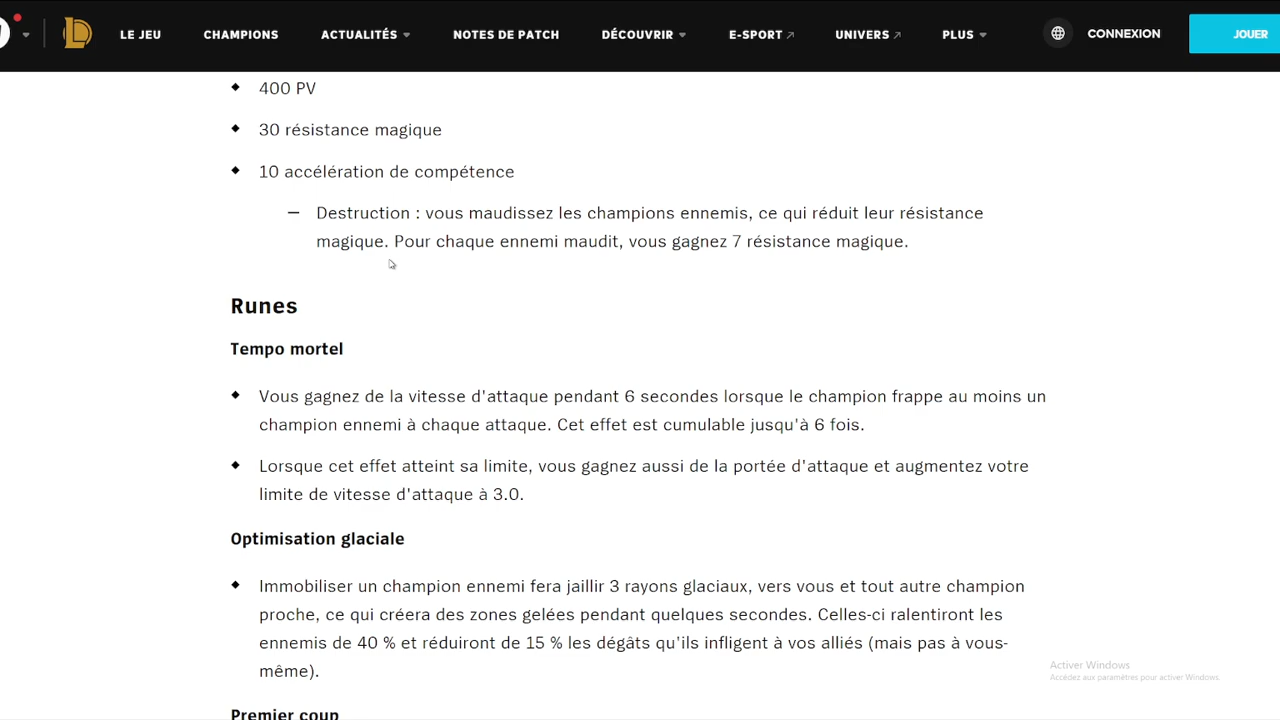 LE JEU CHAMPIONS ACTUALITÉS NOTES DE PATCH DÉCOUVRIR E-SPORT UNIVERS PLUS CONNEXION JOUER
400 PV
30 résistance magique
10 accélération de compétence
Destruction : vous maudissez les champions ennemis, ce qui réduit leur résistance
magique. Pour chaque ennemi maudit, vous gagnez 7 résistance magique.
Runes
Tempo mortel
Vous gagnez de la vitesse d'attaque pendant 6 secondes lorsque le champion frappe au moins un
champion ennemi à chaque attaque. Cet effet est cumulable jusqu'à 6 fois.
Lorsque cet effet atteint sa limite, vous gagnez aussi de la portée d'attaque et augmentez votre
limite de vitesse d'attaque à 3.0.
Optimisation glaciale
Immobiliser un champion ennemi fera jaillir 3 rayons glaciaux, vers vous et tout autre champion
proche, ce qui créera des zones gelées pendant quelques secondes. Celles-ci ralentiront les
ennemis de 40 % et réduiront de 15 % les dégâts qu'ils infligent à vos alliés (mais pas à vous-
même).
Activer Windows
Accédez aux paramètres pour activer Windows.
Premier coup